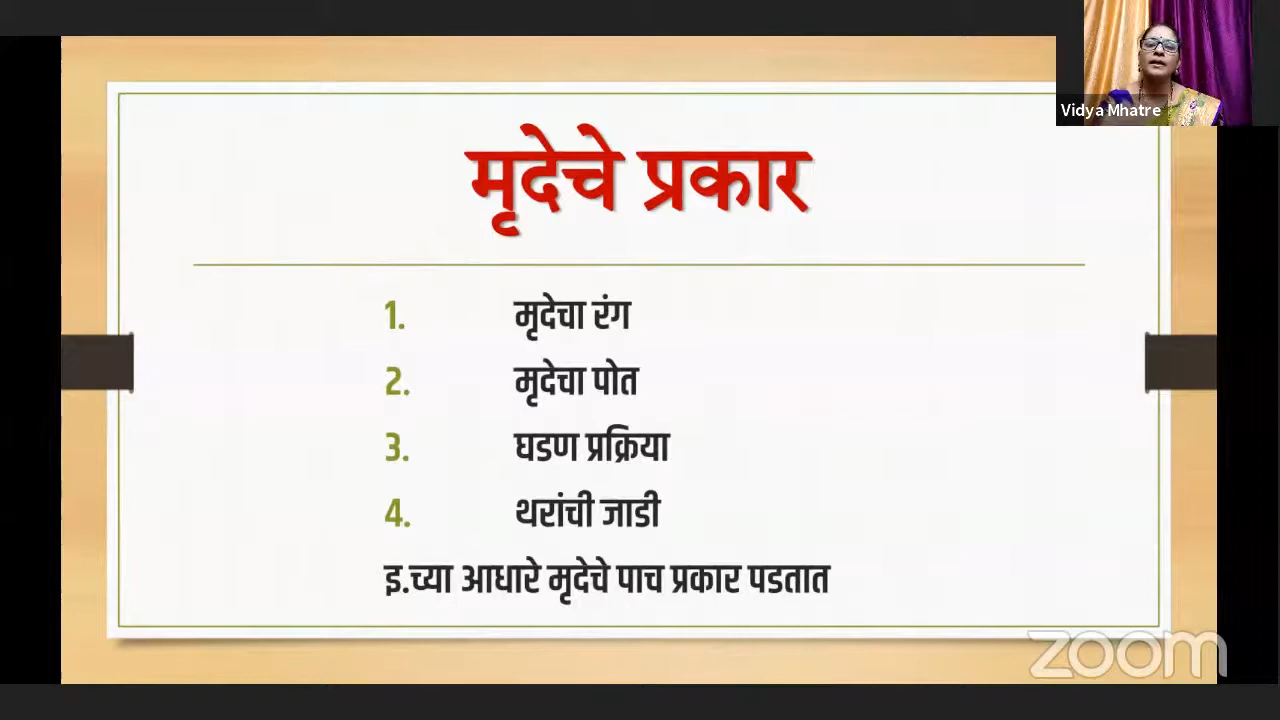 Vidya Mhatre
मृदेचे प्रकार
1. मृदेचा रंग
2. मृदेचा पोत
3. घडण प्रक्रिया
4. थरांची जाडी
इ.च्या आधारे मृदेचे पाच प्रकार पडतात
zoom